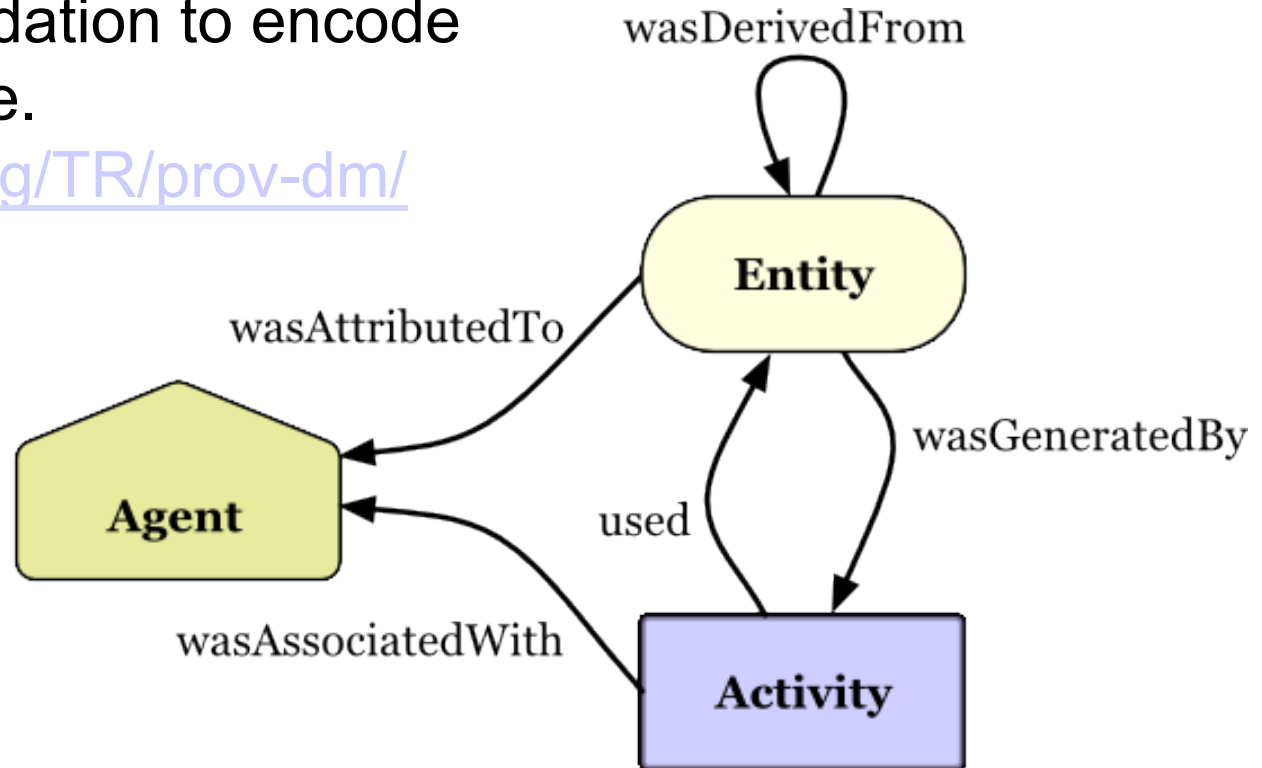 dation to encode
e.
g/TR/prov-dm/
wasDerivedFrom
Entity
wasAttributedTo
wasGeneratedBy
Agent
used
wasAssociatedWith
Activity